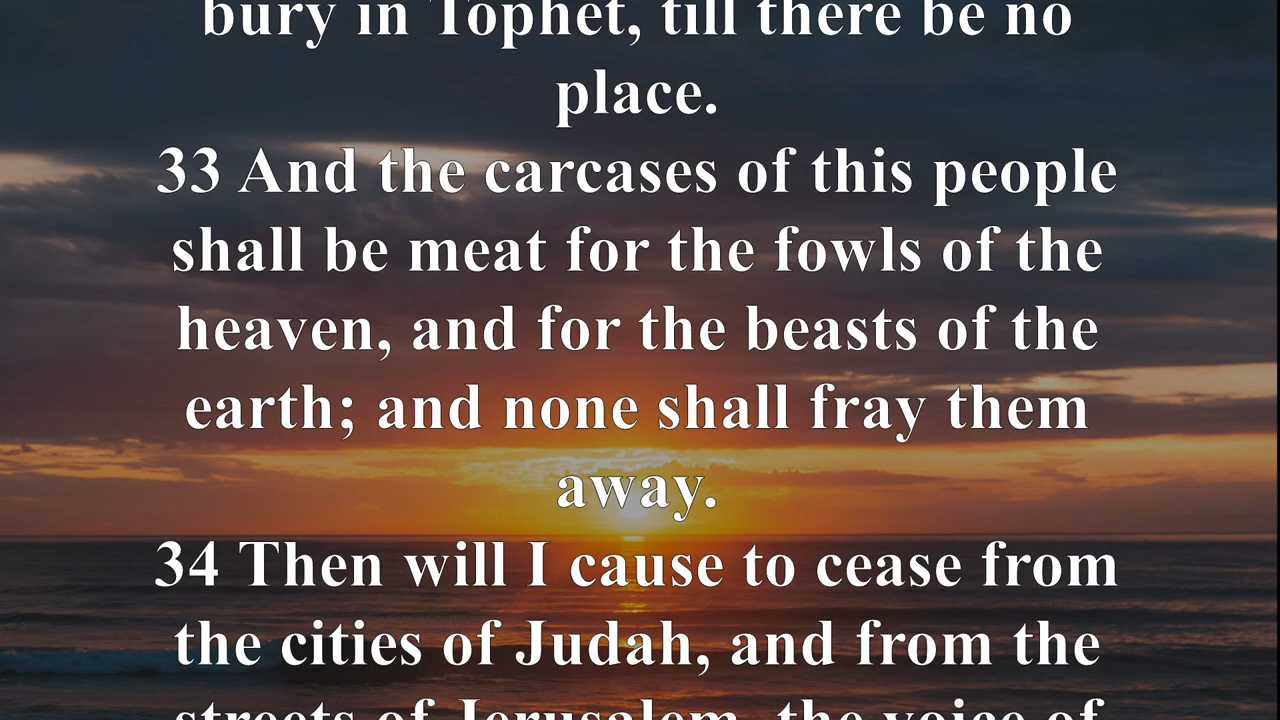 bury in Tophet, till there be no
place.
33 And the carcases of this people
shall be meat for the fowls of the
heaven, and for the beasts of the
earth; and none shall fray them
away.
34 Then will I cause to cease from
the cities of Judah, and from the
streets of Jerusalem, the voice of